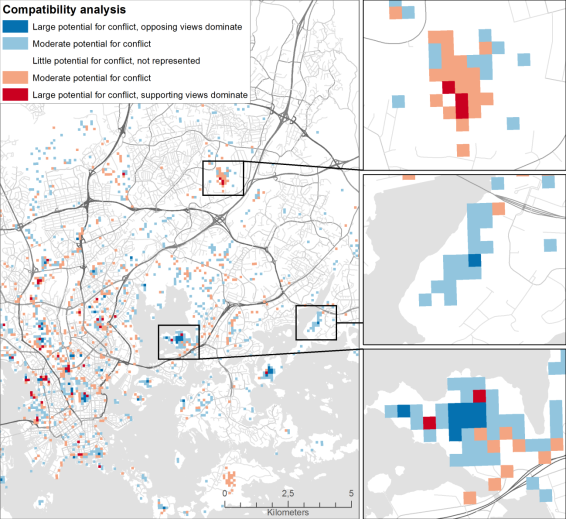 Compatibility analysis
Large potential for conflict, opposing views dominate
Moderate potential for conflict
Little potential for conflict, not represented
Moderate potential for conflict
Large potential for conflict, supporting views dominate
0 2,5 5
Kilometers